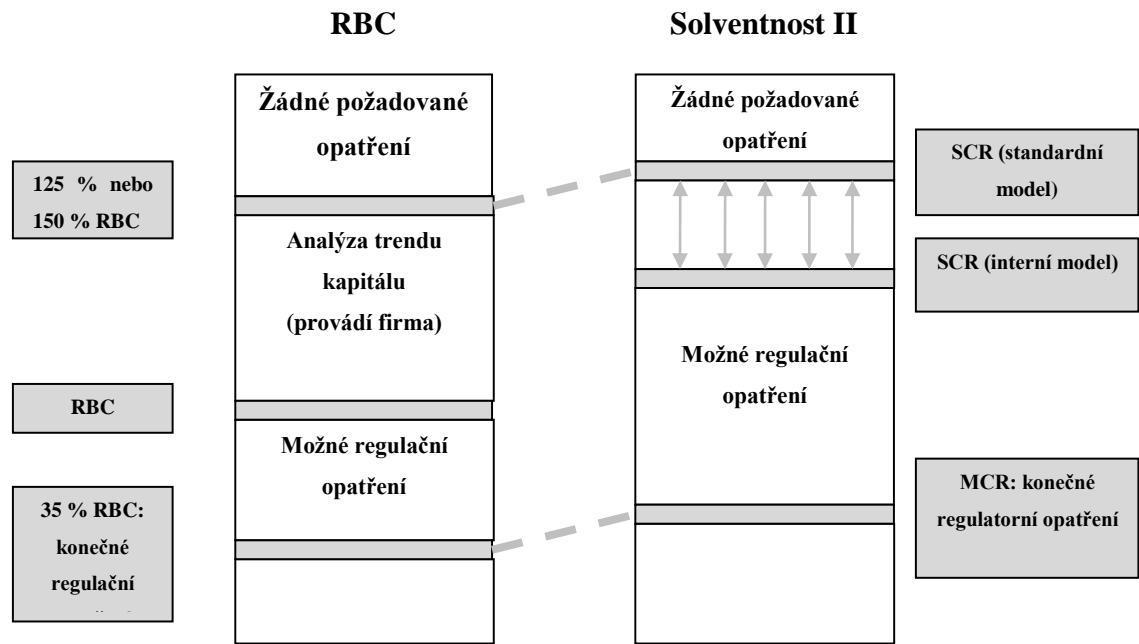 RBC
Solventnost II
Žádné požadované
opatření
125 % nebo
150 % RBC
Analýza trendu
kapitálu
(provádí firma)
RBC
Možné regulační
opatření
35 % RBC:
konečné
regulační
Žádné požadované
opatření
SCR (standardní
model)
SCR (interní model)
Možné regulační
opatření
MCR: konečné
regulatorní opatření